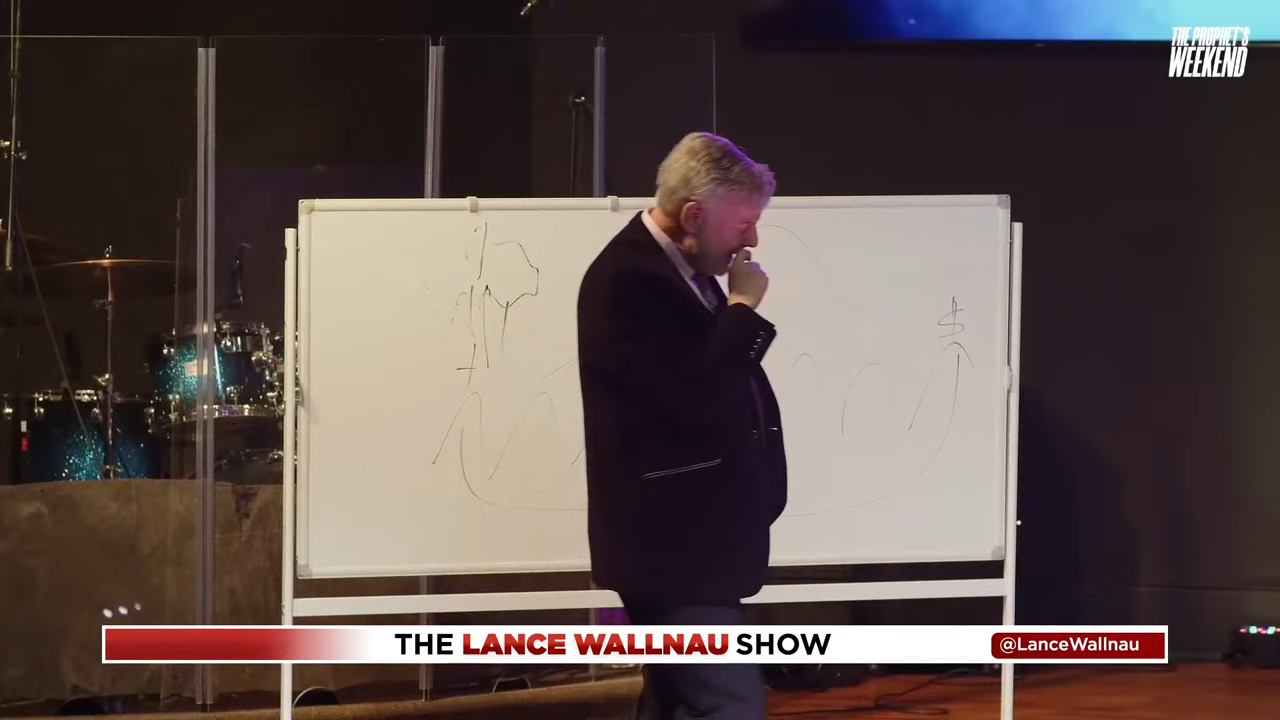 THE PROPHET'S
WEEKEND
$
THE LANCE WALLNAU SHOW
@LanceWallnau